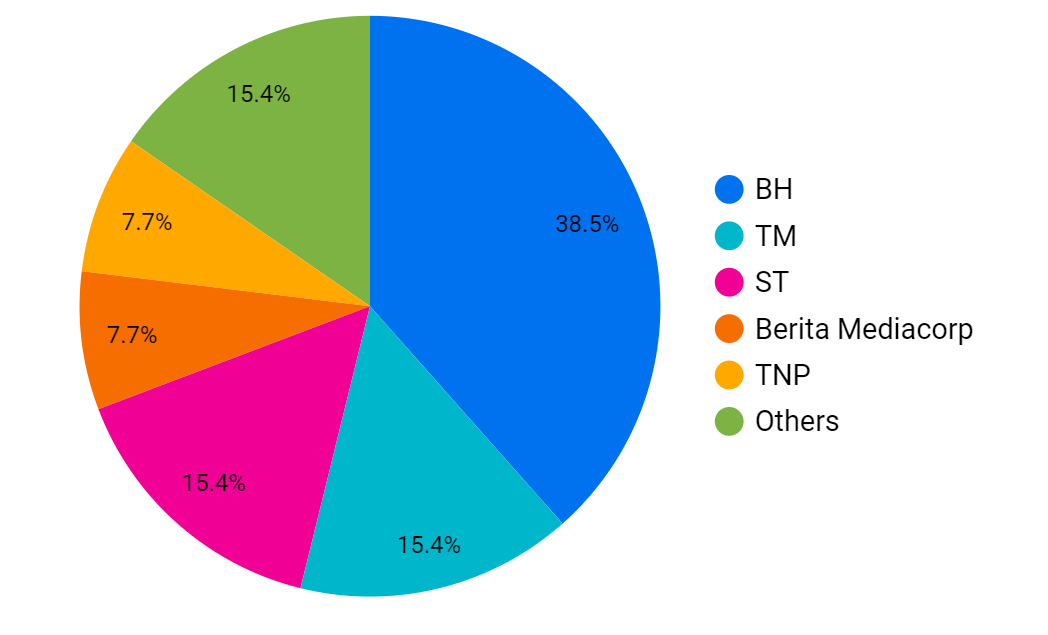 15.4%
38.5%
7.7%
7.7%
15.4%
15.4%
BH
TM
ST
Berita Mediacorp
TNP
Others